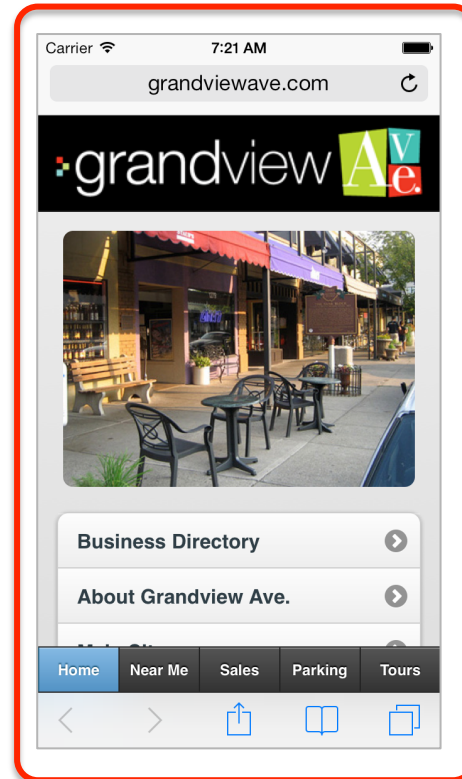 Carrier 7:21 AM
grandviewave.com
grandview Ave.
Business Directory
About Grandview Ave.
Home Near Me Sales Parking Tours